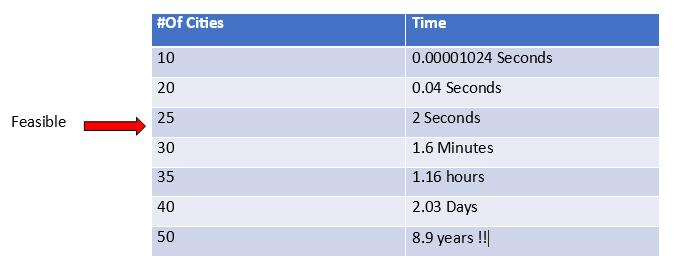 #Of Cities Time
10 0.00001024 Seconds
20 0.04 Seconds
Feasible 25 2 Seconds
30 1.6 Minutes
35 1.16 hours
40 2.03 Days
50 8.9 years !!